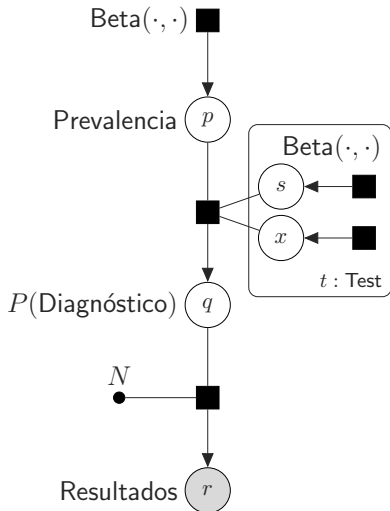 Beta(·, ·)
Prevalencia
p
Beta(·, ·)
s
x
t : Test
P(Diagnóstico)
q
N
Resultados
r